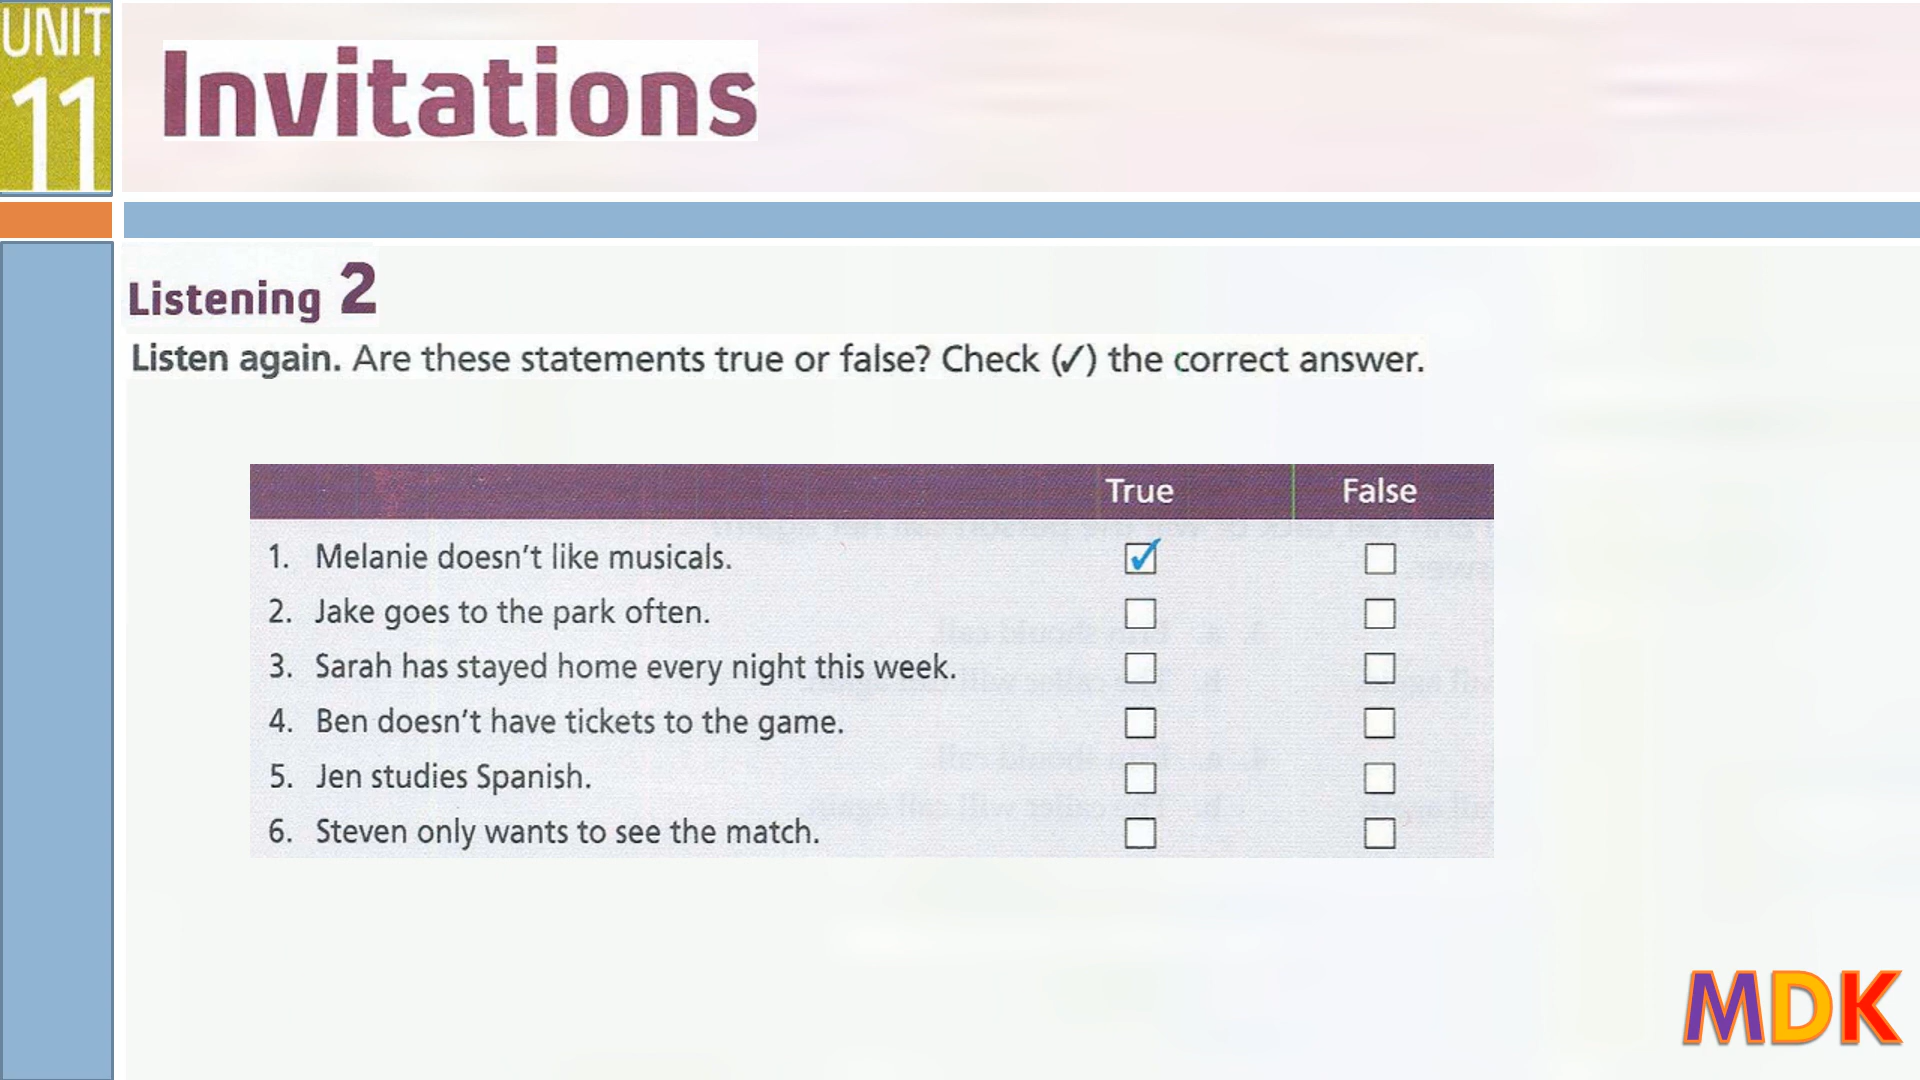 UNIT
11
Invitations
Listening 2
Listen again. Are these statements true or false? Check (✓) the correct answer.
True False
1. Melanie doesn't like musicals. ✓
2. Jake goes to the park often.
3. Sarah has stayed home every night this week.
4. Ben doesn't have tickets to the game.
5. Jen studies Spanish.
6. Steven only wants to see the match.
MDK